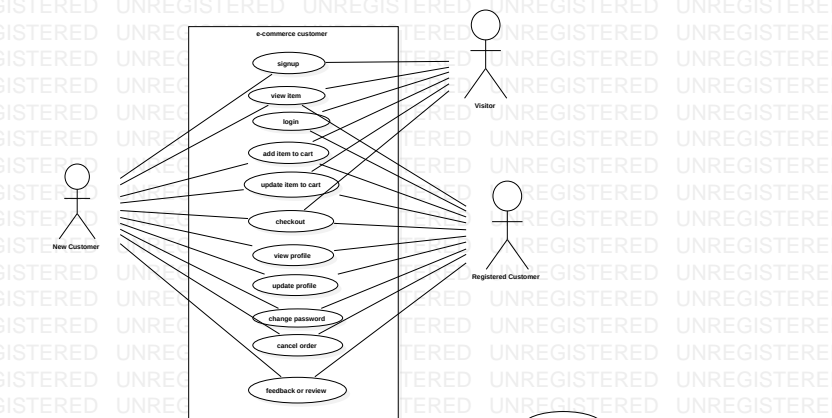 e-commerce customer
signup
view item
login
add item to cart
update item to cart
checkout
view profile
update profile
change password
cancel order
feedback or review
Visitor
New Customer
Registered Customer
UNREGISTERED